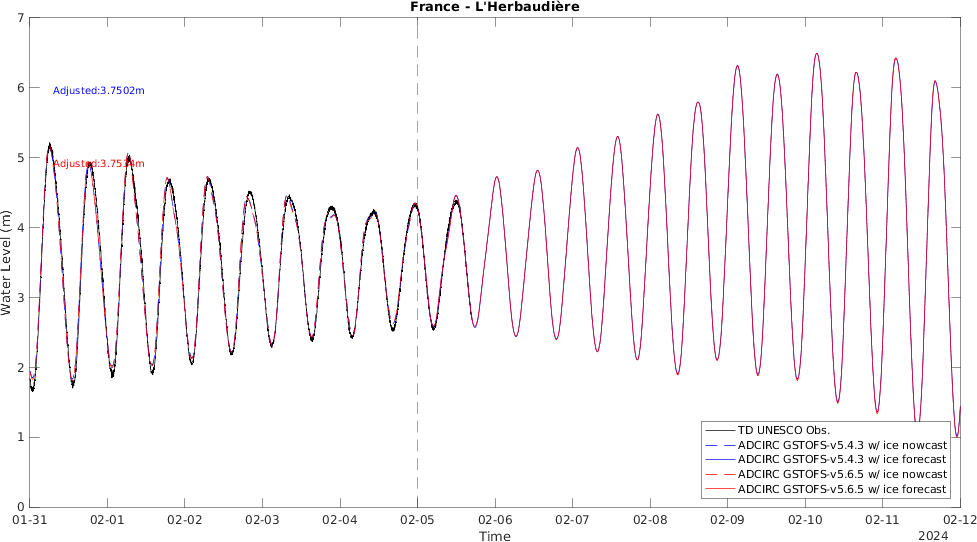 France - L'Herbaudière
7
6
5
4
3
2
1
0
Water Level (m)
Adjusted:3.7502m
TD UNESCO Obs.
ADCIRC GSTOFS-v5.4.3 w/ ice nowcast
ADCIRC GSTOFS-v5.4.3 w/ ice forecast
ADCIRC GSTOFS-v5.6.5 w/ ice nowcast
ADCIRC GSTOFS-v5.6.5 w/ ice forecast
01-31 02-01 02-02 02-03 02-04 02-05 02-06 02-07 02-08 02-09 02-10 02-11 02-12
Time
2024